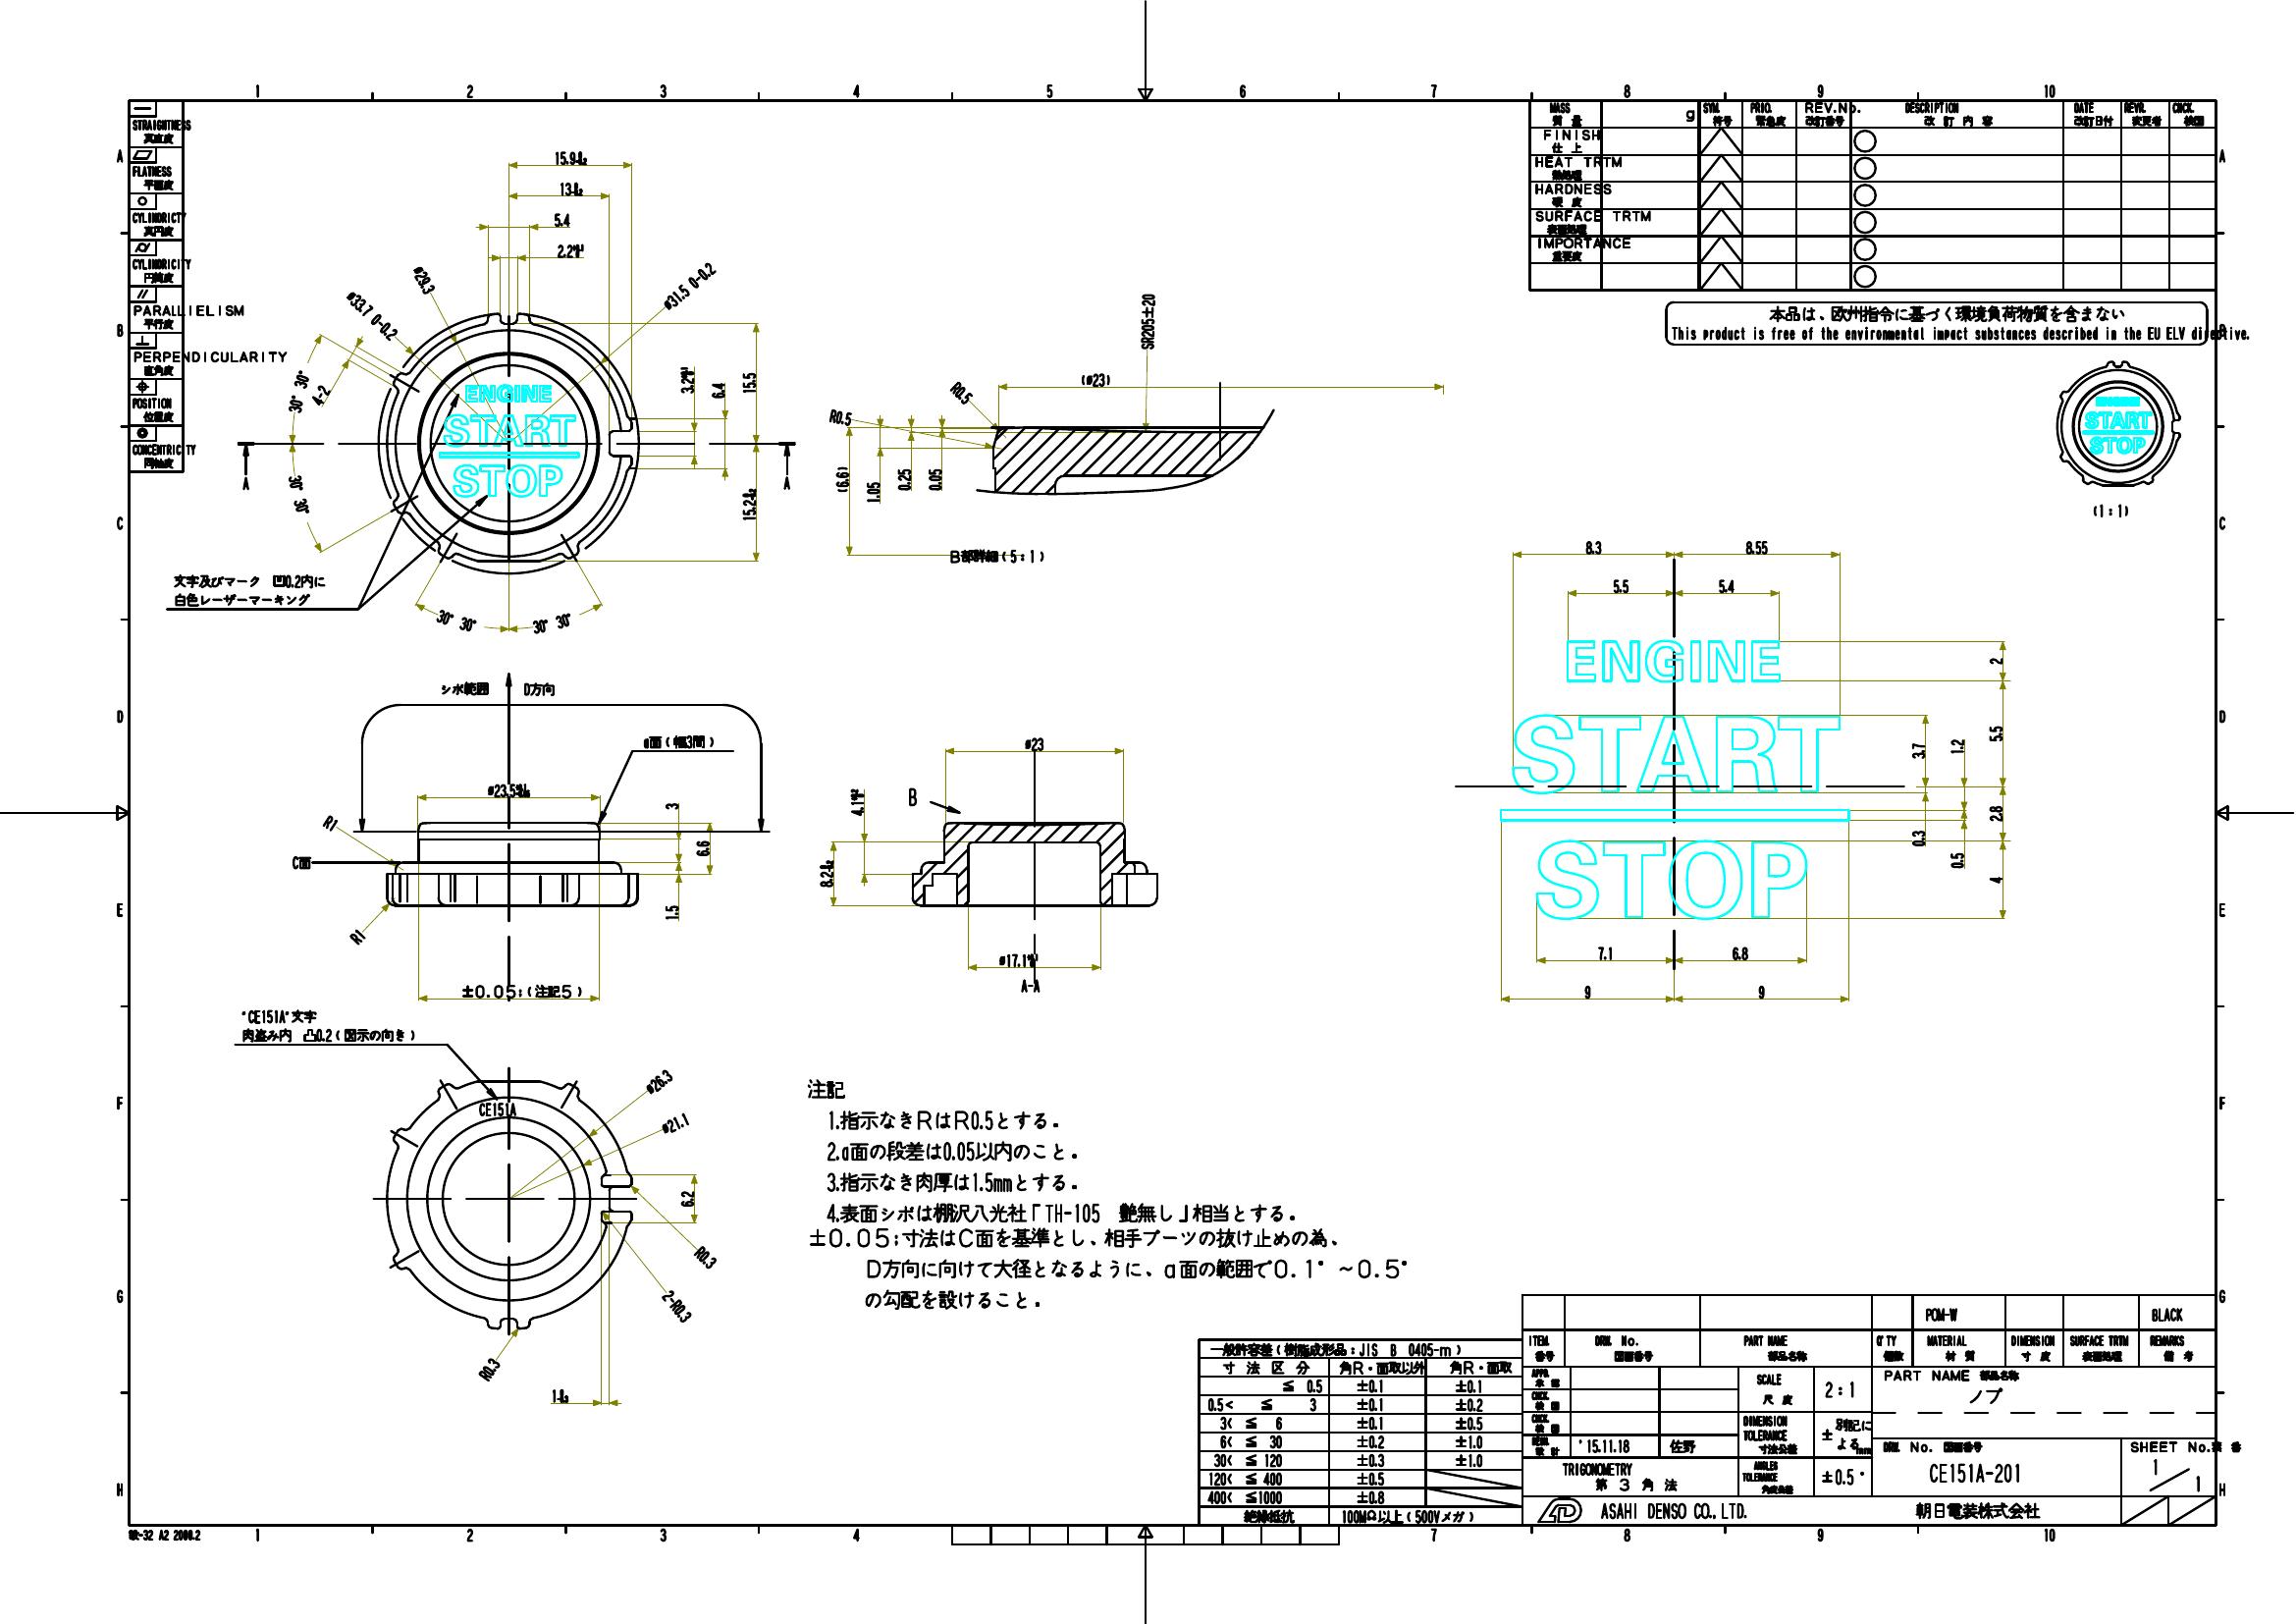 1 2 3 4 5 6 7 8 9 10
A B C D E F G H
STRAIGHTNESS
真直度
FLATNESS
平面度
CYLINDRICTY
真円度
CYLINDRICITY
円筒度
PARALLIELISM
平行度
PERPENDICULARITY
直角度
POSITION
位置度
CONCENTRICITY
同軸度
MASS
質 量
g
SYM.
符号
PRIO.
緊急度
REV.No.
改訂番号
DESCRIPTION
改 訂 内 容
DATE
改訂日付
REVR.
変更者
CHCK.
検図
FINISH
仕 上
HEAT TRTM
熱処理
HARDNESS
硬 度
SURFACE TRTM
表面処理
IMPORTANCE
重要度
本品は、欧州指令に基づく環境負荷物質を含まない
This product is free of the environmental impact substances described in the EU ELV directive.
ENGINE
START
STOP
(1:1)
15.9
13
5.4
2.2
ø29.3
ø33.7 0-0.2
ø31.5 0-0.2
30° 30°
4-2
30° 30°
3.2
6.4
15.5
15.2
ENGINE
START
STOP
A A
文字及びマーク 凹0.2内に
白色レーザーマーキング
30° 30° 30° 30°
SR205±20
(ø23)
R0.5
R0.5
(6.6)
1.05
0.25
0.05
B部詳細(5:1)
8.3 8.55
5.5 5.4
ENGINE
START
STOP
2
5.5
3.7
1.2
2.8
0.3
0.5
4
7.1 6.8
9 9
シボ範囲 D方向
a面(幅3間)
ø23.5
R1
C面
3
6.6
1.5
R1
±0.05;(注記5)
ø23
B
4.1
8.2
ø17.1
A-A
"CE151A"文字
肉盗み内 凸0.2(図示の向き)
CE151A
ø26.3
ø21.1
6.2
R0.3
2-R0.3
R0.3
1
注記
1.指示なきRはR0.5とする。
2.a面の段差は0.05以内のこと。
3.指示なき肉厚は1.5mmとする。
4.表面シボは棚沢八光社「TH-105 艶無し」相当とする。
±0.05;寸法はC面を基準とし、相手ブーツの抜け止めの為、
D方向に向けて大径となるように、a面の範囲で0.1°~0.5°
の勾配を設けること。
一般許容差(樹脂成形品:JIS B 0405-m)
寸 法 区 分 角R・面取以外 角R・面取
≦ 0.5 ±0.1 ±0.1
0.5< ≦ 3 ±0.1 ±0.2
3< ≦ 6 ±0.1 ±0.5
6< ≦ 30 ±0.2 ±1.0
30< ≦ 120 ±0.3 ±1.0
120< ≦ 400 ±0.5
400< ≦1000 ±0.8
絶縁抵抗 100MΩ以上(500Vメガ)
POM-W BLACK
ITEM. DRW. No. PART NAME Q'TY MATERIAL DIMENSION SURFACE TRTM REMARKS
番号 図面番号 部品名称 個数 材 質 寸 度 表面処理 備 考
APPR.
承 認
CHCK.
検 図
CHCK.
検 図
DESN.
設 計
'15.11.18 佐野
SCALE
尺 度
2:1
DIMENSION
TOLERANCE
寸法公差
± 別記による mm
TRIGONOMETRY
第 3 角 法
ANGLES
TOLERANCE
角度公差
±0.5°
PART NAME 部品名称
ノブ
DRW. No. 図面番号
CE151A-201
SHEET No.
1/1
ASAHI DENSO CO.,LTD. 朝日電装株式会社
A2 2000.2
1 2 3 4 7 8 9 10